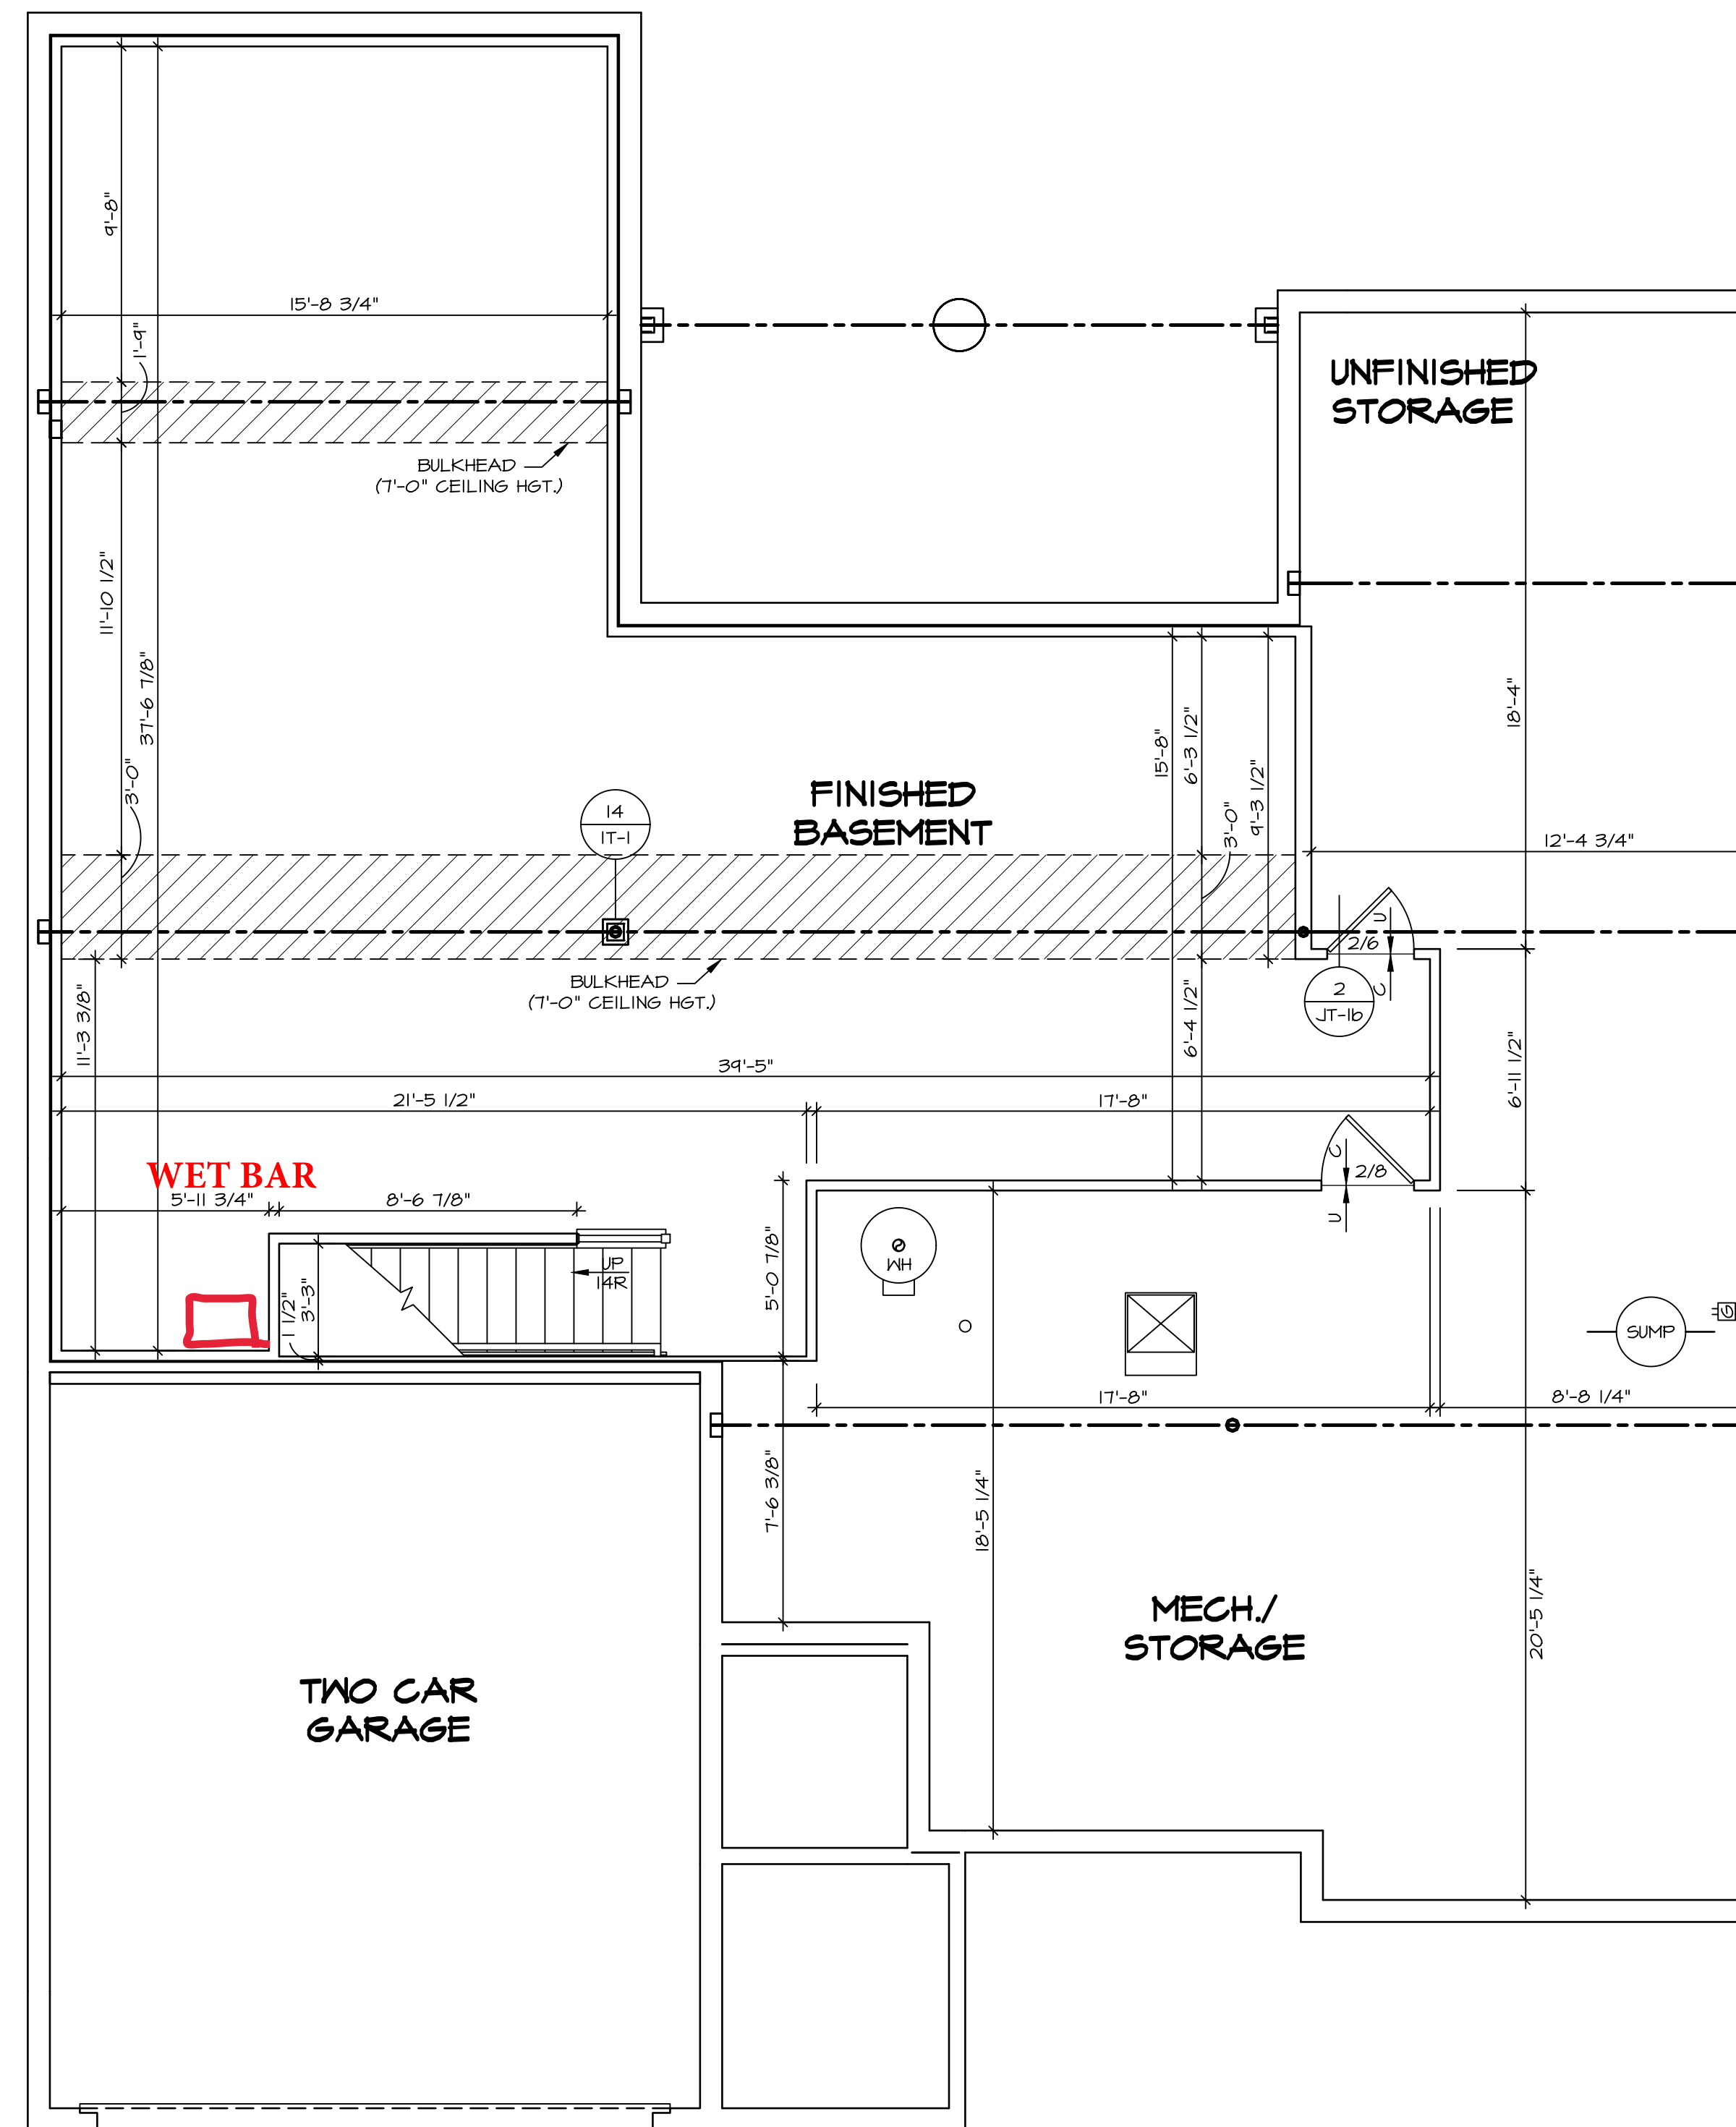 9'-8"
15'-8 3/4"
1'-9"
UNFINISHED
STORAGE
BULKHEAD
(7'-0" CEILING HGT.)
11'-10 1/2"
37'-6 7/8"
18'-4"
3'-0"
14
1T-1
FINISHED
BASEMENT
15'-8"
6'-3 1/2"
9'-3 1/2"
3'-0"
12'-4 3/4"
U
2/6
C
BULKHEAD
(7'-0" CEILING HGT.)
2
JT-1b
11'-3 3/8"
6'-4 1/2"
6'-11 1/2"
39'-5"
21'-5 1/2"
17'-8"
C
2/8
U
WET BAR
5'-11 3/4"
8'-6 7/8"
UP
14R
1 1/2"
3'-3"
5'-0 7/8"
WH
SUMP
17'-8"
8'-8 1/4"
7'-6 3/8"
18'-5 1/4"
20'-5 1/4"
MECH./
STORAGE
TWO CAR
GARAGE